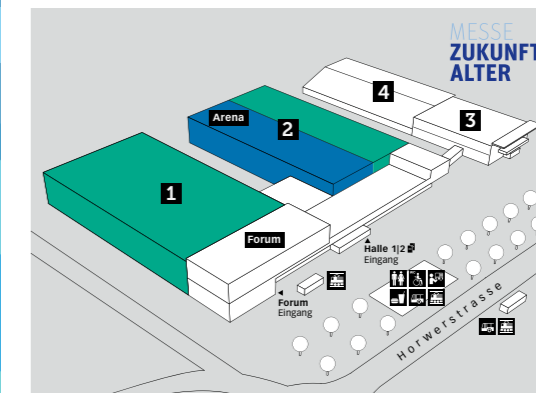 MESSE
ZUKUNFT
ALTER
4
3
Arena
2
1
Forum
Halle 1|2
Eingang
Forum
Eingang
Horwerstrasse